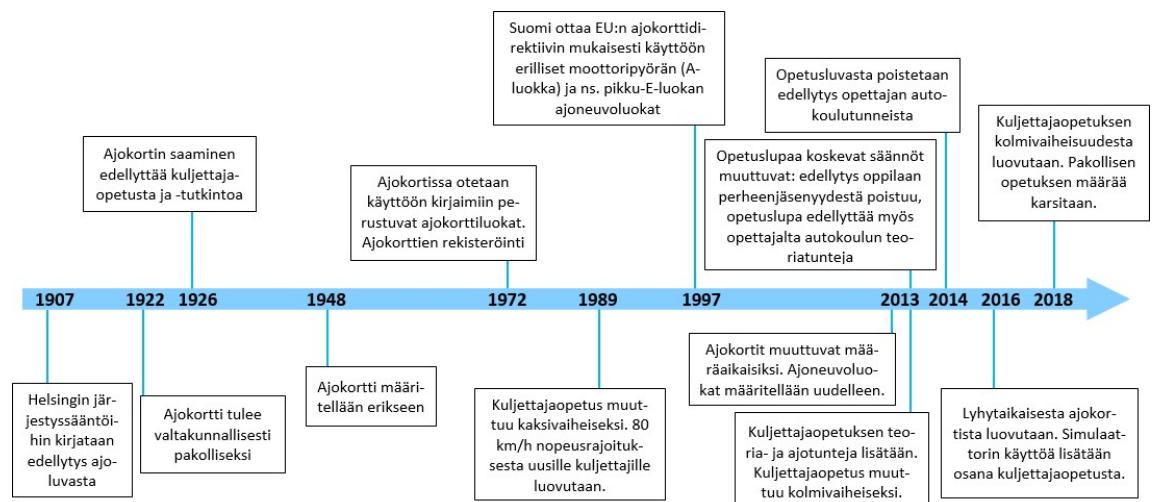 Suomi ottaa EU:n ajokorttidi-
rektiivin mukaisesti käyttöön
erilliset moottoripyörän (A-
luokka) ja ns. pikku-E-luokan
ajoneuvoluokat
Opetusluvasta poistetaan
edellytys opettajan auto-
koulutunneista
Kuljettajaopetuksen
kolmivaiheisuudesta
luovutaan. Pakollisen
opetuksen määrää
karsitaan.
Ajokortin saaminen
edellyttää kuljettaja-
opetusta ja -tutkintoa
Ajokortissa otetaan
käyttöön kirjaimiin pe-
rustuvat ajokorttiluokat.
Ajokorttien rekisteröinti
Opetuslupaa koskevat säännöt
muuttuvat: edellytys oppilaan
perheenjäsenyydestä poistuu,
opetuslupa edellyttää myös
opettajalta autokoulun teo-
riatunteja
1907 1922 1926 1948 1972 1989 1997 2013 2014 2016 2018
Helsingin jär-
jestyssääntöi-
hin kirjataan
edellytys ajo-
luvasta
Ajokortti tulee
valtakunnallisesti
pakolliseksi
Ajokortti määri-
tellään erikseen
Kuljettajaopetus muut-
tuu kaksivaiheiseksi. 80
km/h nopeusrajoituk-
sesta uusille kuljettajille
luovutaan.
Ajokortit muuttuvat mää-
räaikaisiksi. Ajoneuvoluo-
kat määritellään uudelleen.
Kuljettajaopetuksen teo-
ria- ja ajotunteja lisätään.
Kuljettajaopetus muut-
tuu kolmivaiheiseksi.
Lyhytaikaisesta ajokor-
tista luovutaan. Simulaat-
torin käyttöä lisätään
osana kuljettajaopetusta.